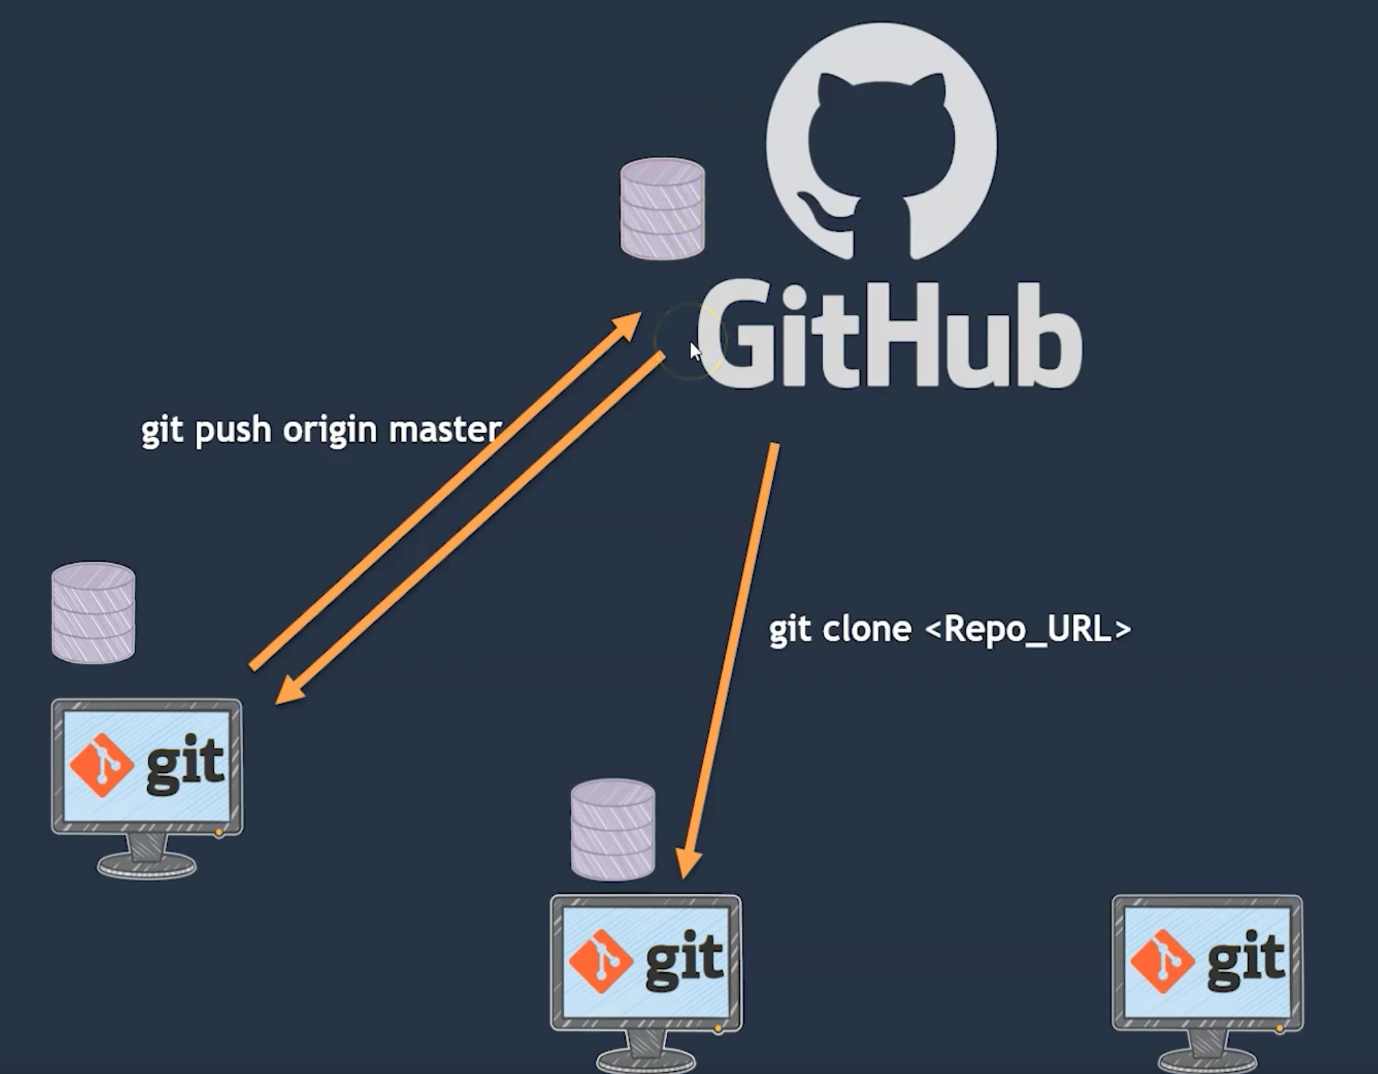 GitHub
git push origin master
git clone <Repo_URL>
git
git
git